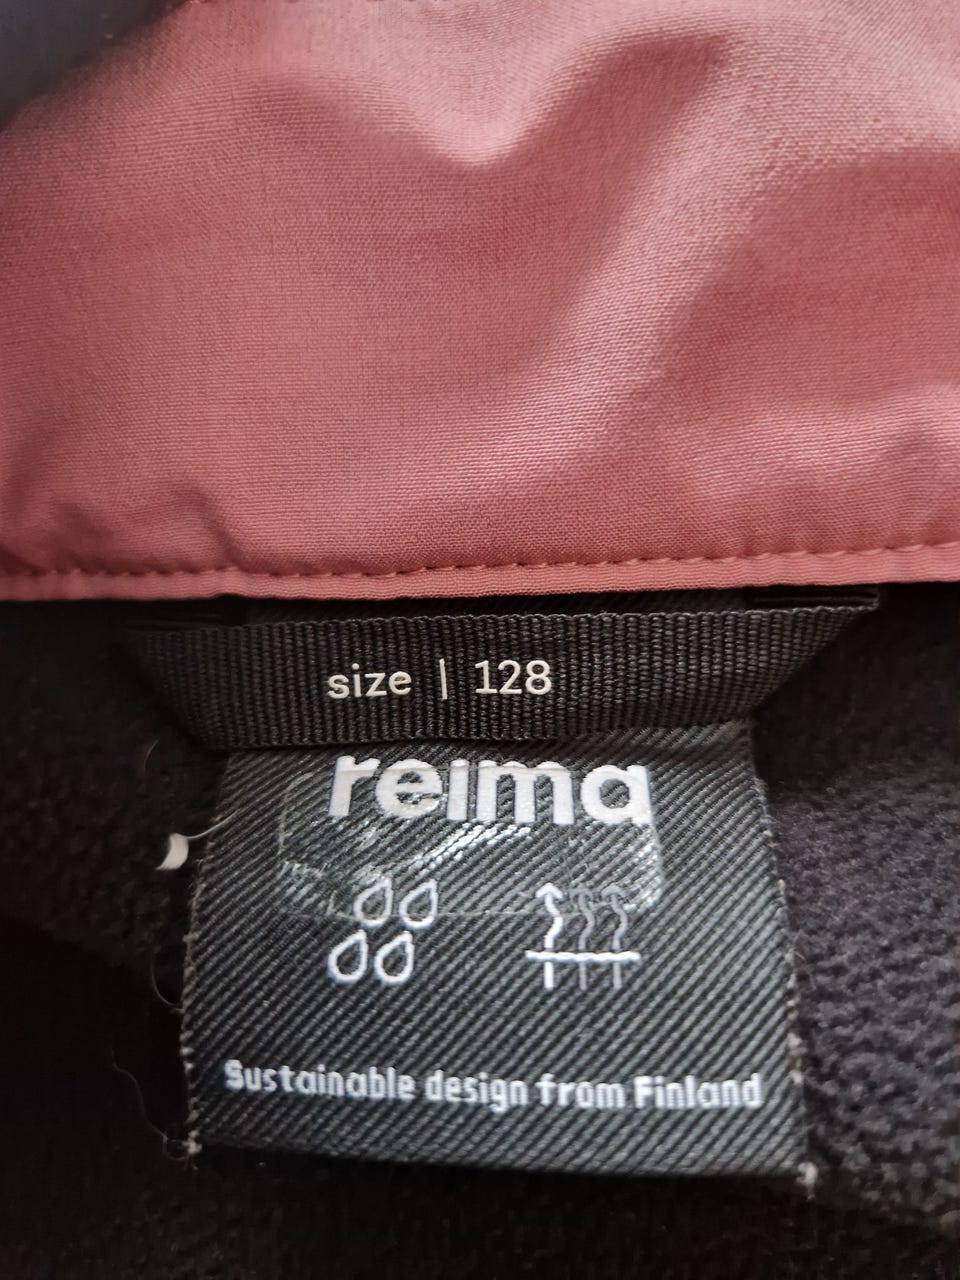 size | 128
reima
Sustainable design from Finland